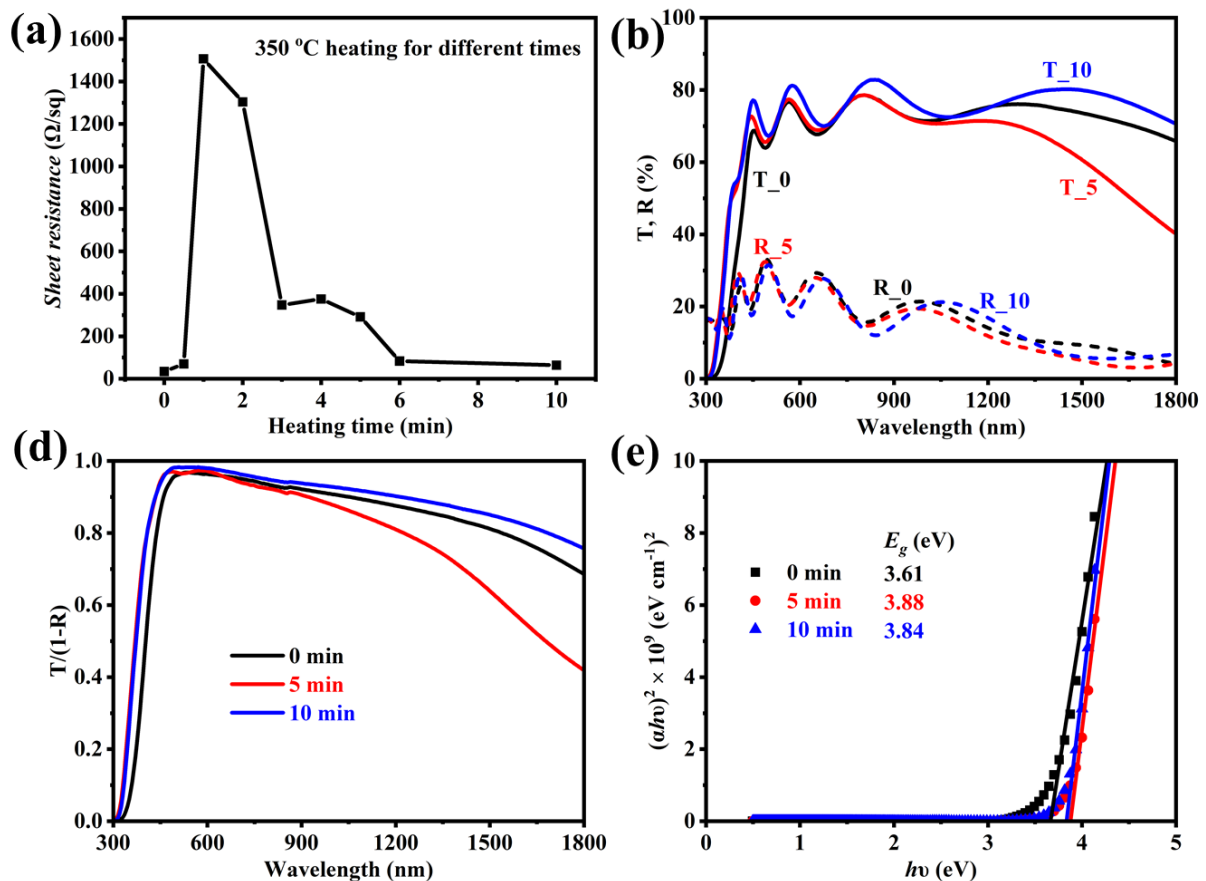 (a)
350 °C heating for different times
1600
1400
1200
1000
800
600
400
200
0
Sheet resistance (Ω/sq)
0
2
4
6
8
10
Heating time (min)
(b)
100
80
60
40
20
0
T, R (%)
T_10
T_0
T_5
R_5
R_0
R_10
300
600
900
1200
1500
1800
Wavelength (nm)
(d)
1.0
0.8
0.6
0.4
0.2
0.0
T/(1-R)
0 min
5 min
10 min
300
600
900
1200
1500
1800
Wavelength (nm)
(e)
10
8
6
4
2
0
(αhυ)² × 10⁹ (eV cm⁻¹)²
E_g (eV)
0 min 3.61
5 min 3.88
10 min 3.84
0
1
2
3
4
5
hυ (eV)